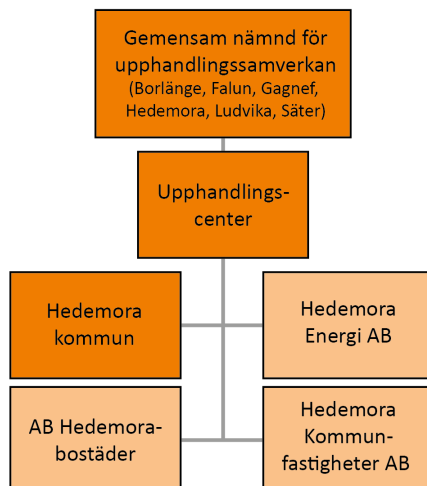 Gemensam nämnd för
upphandlingssamverkan
(Borlänge, Falun, Gagnef,
Hedemora, Ludvika, Säter)
Upphandlings-
center
Hedemora
kommun
Hedemora
Energi AB
AB Hedemora-
bostäder
Hedemora
Kommun-
fastigheter AB